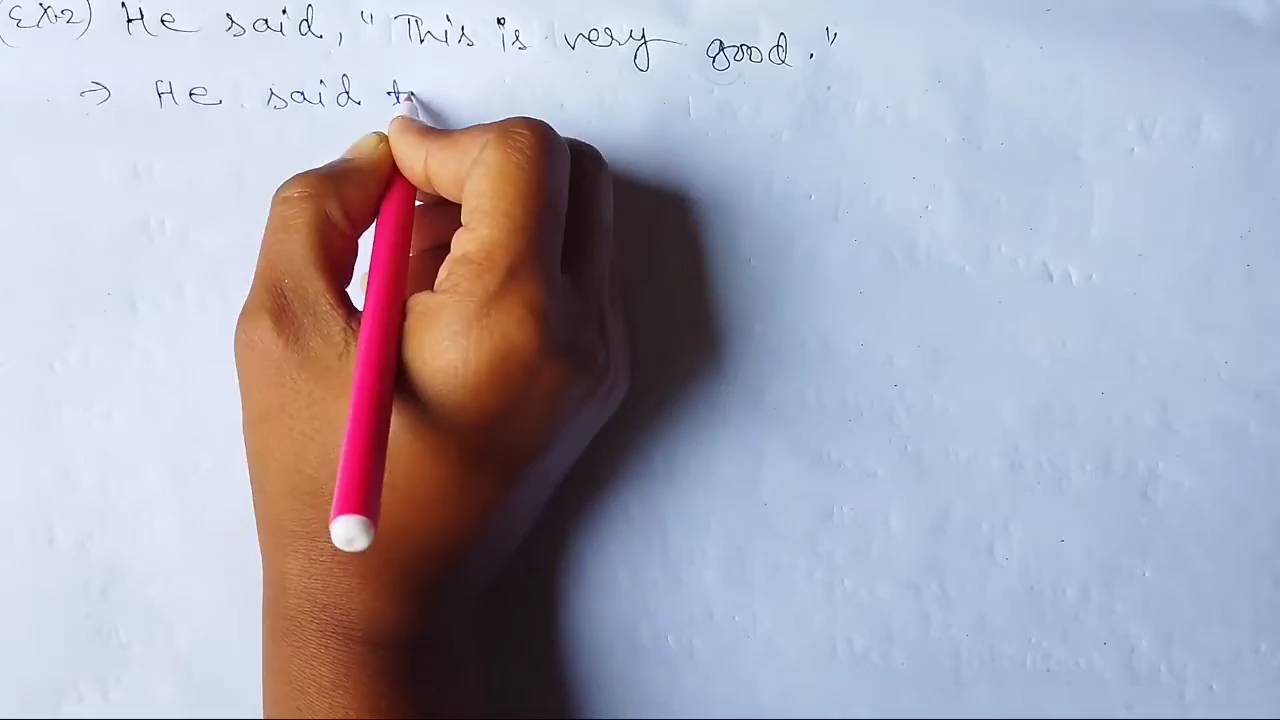 (Ex-2) He said, "This is very good."
→ He said t